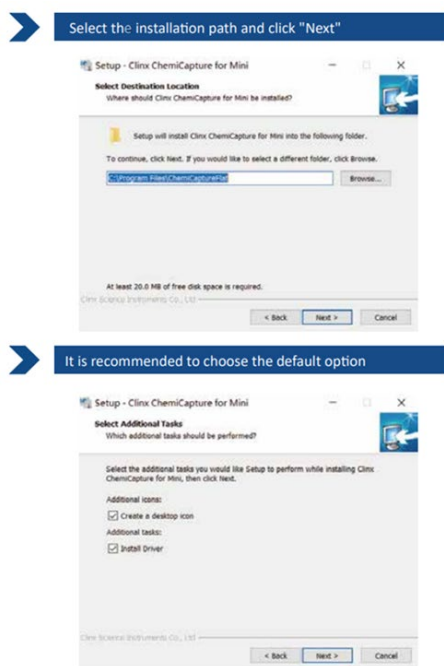 Select the installation path and click "Next"
Setup - Clinx ChemiCapture for Mini
Select Destination Location
Where should Clinx ChemiCapture for Mini be installed?
Setup will install Clinx ChemiCapture for Mini into the following folder.
To continue, click Next. If you would like to select a different folder, click Browse.
C:\Program Files\ChemiCaptureFlat
Browse...
At least 20.0 MB of free disk space is required.
Clinx Science Instruments Co., Ltd
< Back Next > Cancel
It is recommended to choose the default option
Setup - Clinx ChemiCapture for Mini
Select Additional Tasks
Which additional tasks should be performed?
Select the additional tasks you would like Setup to perform while installing Clinx
ChemiCapture for Mini, then click Next.
Additional icons:
Create a desktop icon
Additional tasks:
Install Driver
Clinx Science Instruments Co., Ltd
< Back Next > Cancel